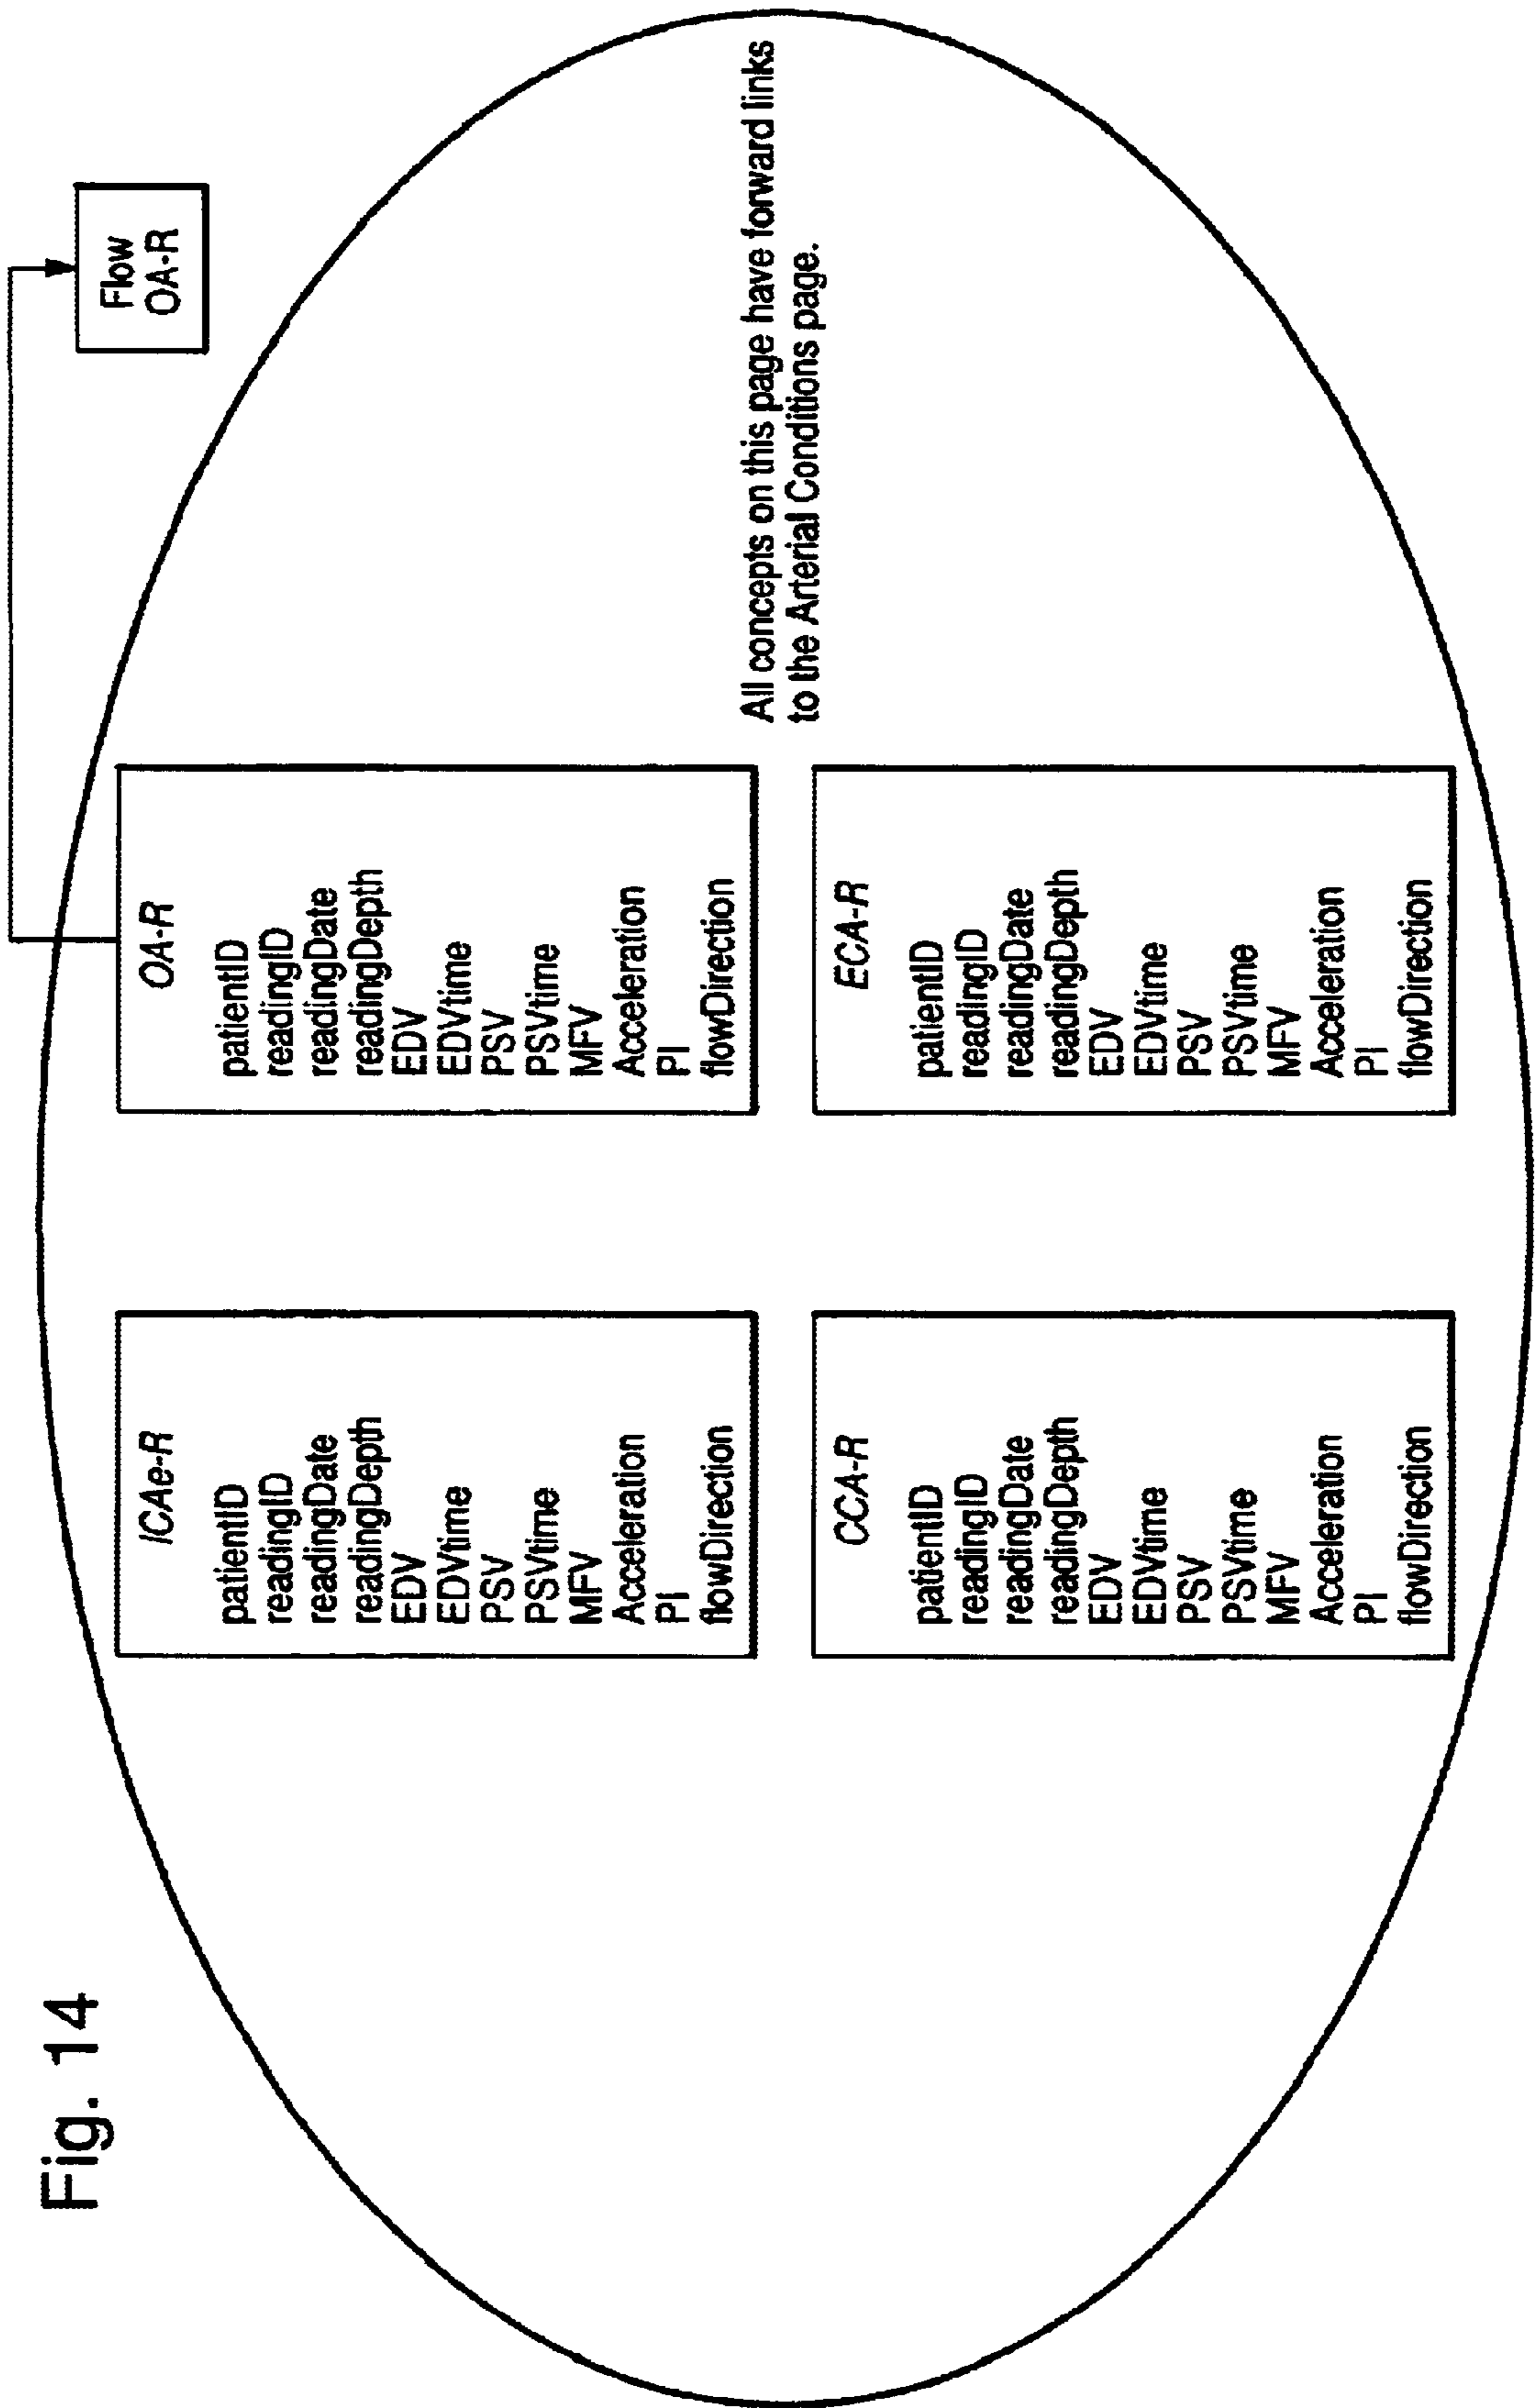 Fig. 14
Flow
OA-R
ICAe-R
patientID
readingID
readingDate
readingDepth
EDV
EDVtime
PSV
PSVtime
MFV
Acceleration
PI
flowDirection
OA-R
patientID
readingID
readingDate
readingDepth
EDV
EDVtime
PSV
PSVtime
MFV
Acceleration
PI
flowDirection
CCA-R
patientID
readingID
readingDate
readingDepth
EDV
EDVtime
PSV
PSVtime
MFV
Acceleration
PI
flowDirection
ECA-R
patientID
readingID
readingDate
readingDepth
EDV
EDVtime
PSV
PSVtime
MFV
Acceleration
PI
flowDirection
All concepts on this page have forward links
to the Arterial Conditions page.